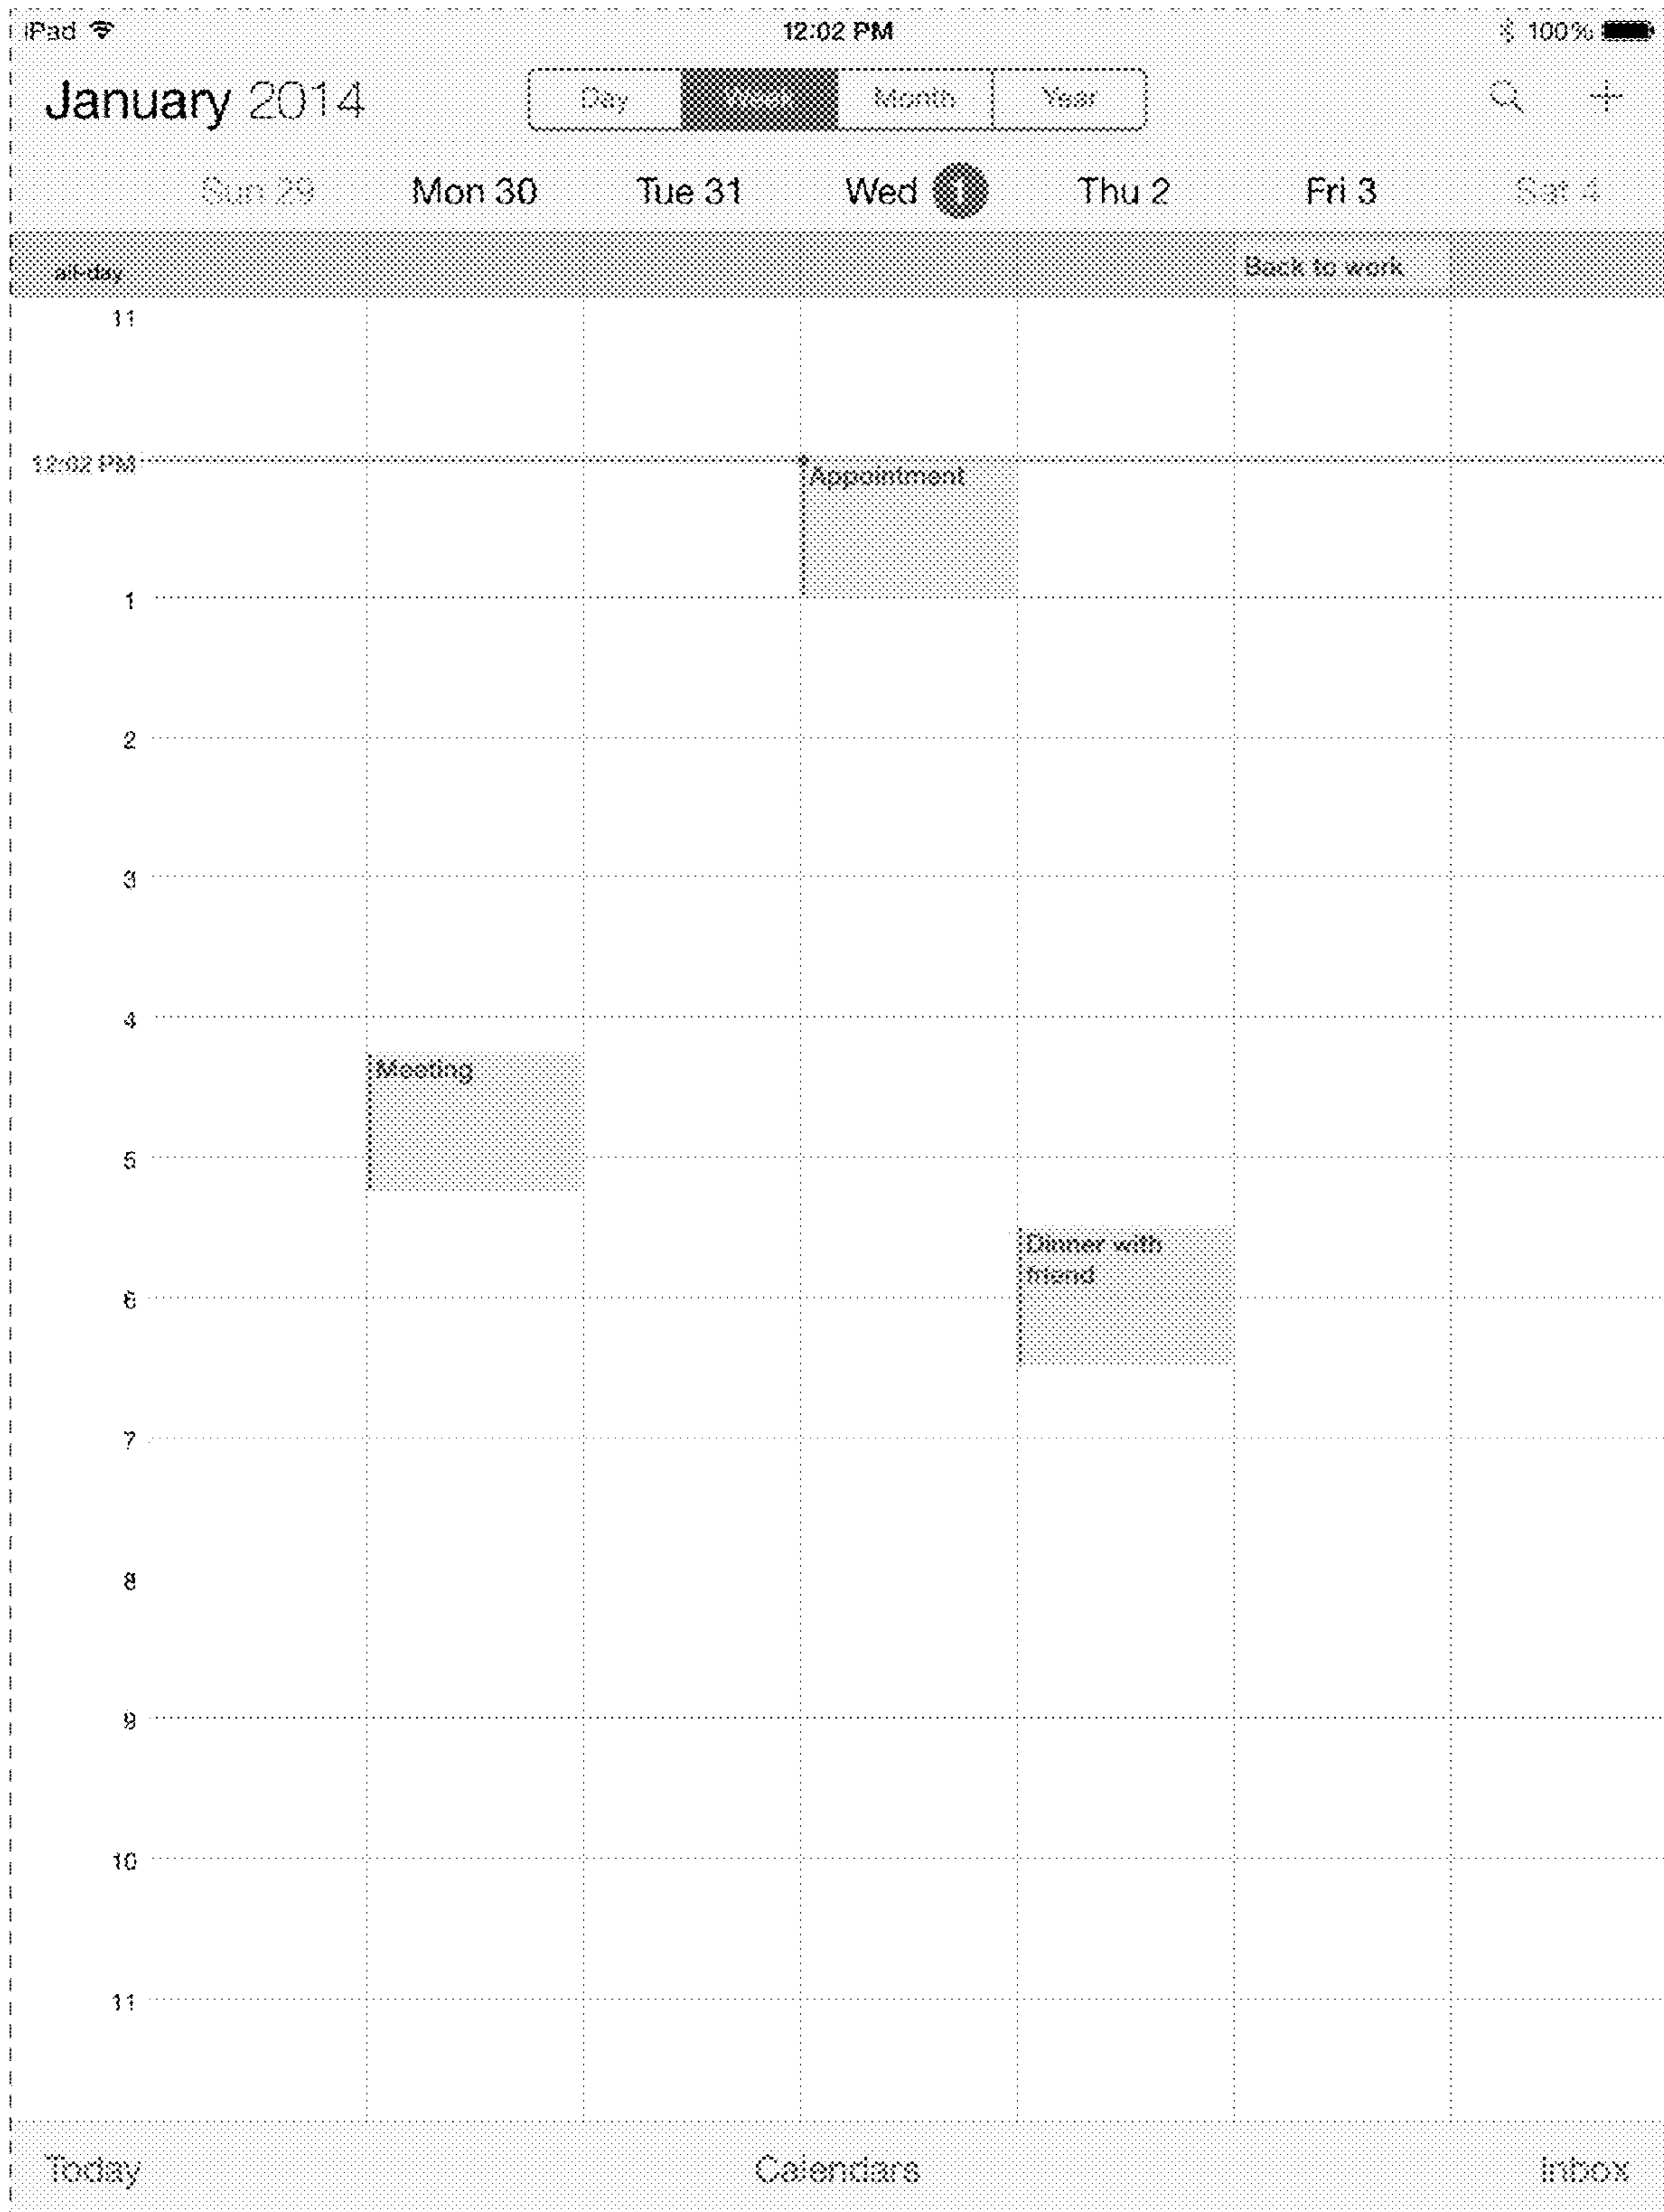 iPad 12:02 PM 100%
January 2014 Day Week Month Year
Sun 29 Mon 30 Tue 31 Wed 1 Thu 2 Fri 3 Sat 4
all-day Back to work
11
12:02 PM Appointment
1
2
3
4
Meeting
5
Dinner with
friend
6
7
8
9
10
11
Today Calendars Inbox